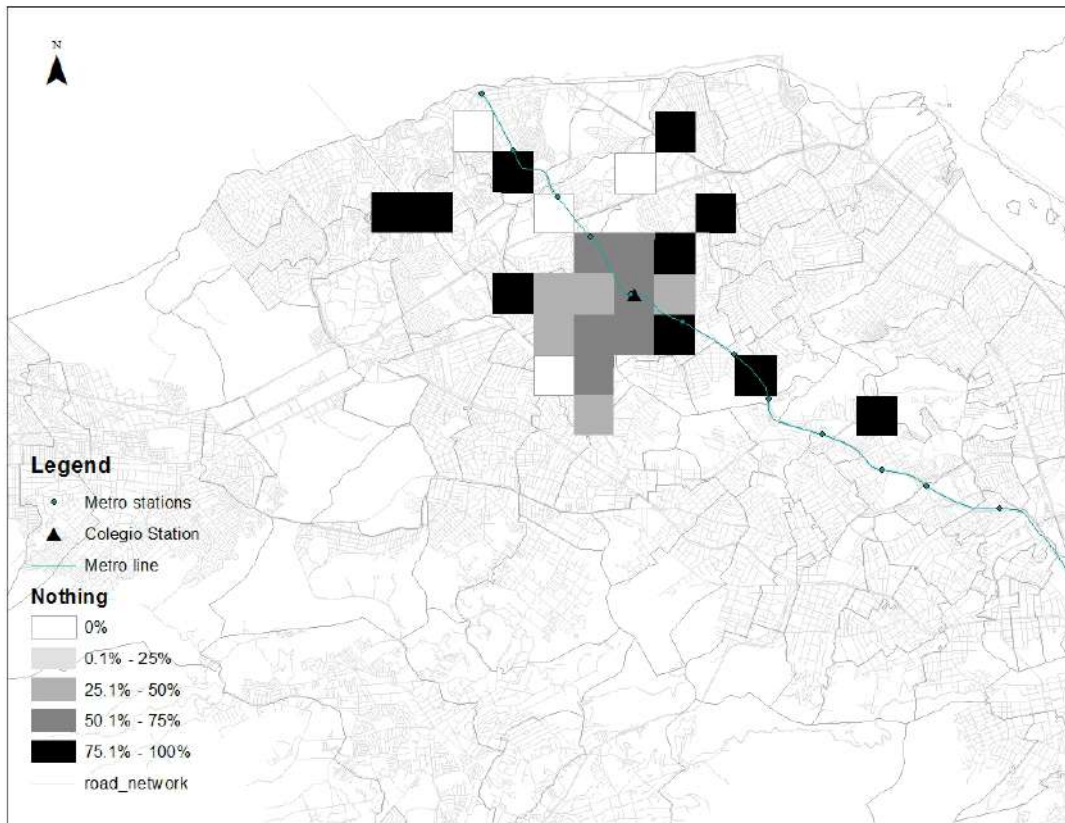 N
Legend
Metro stations
Colegio Station
Metro line
Nothing
0%
0.1% - 25%
25.1% - 50%
50.1% - 75%
75.1% - 100%
road_network